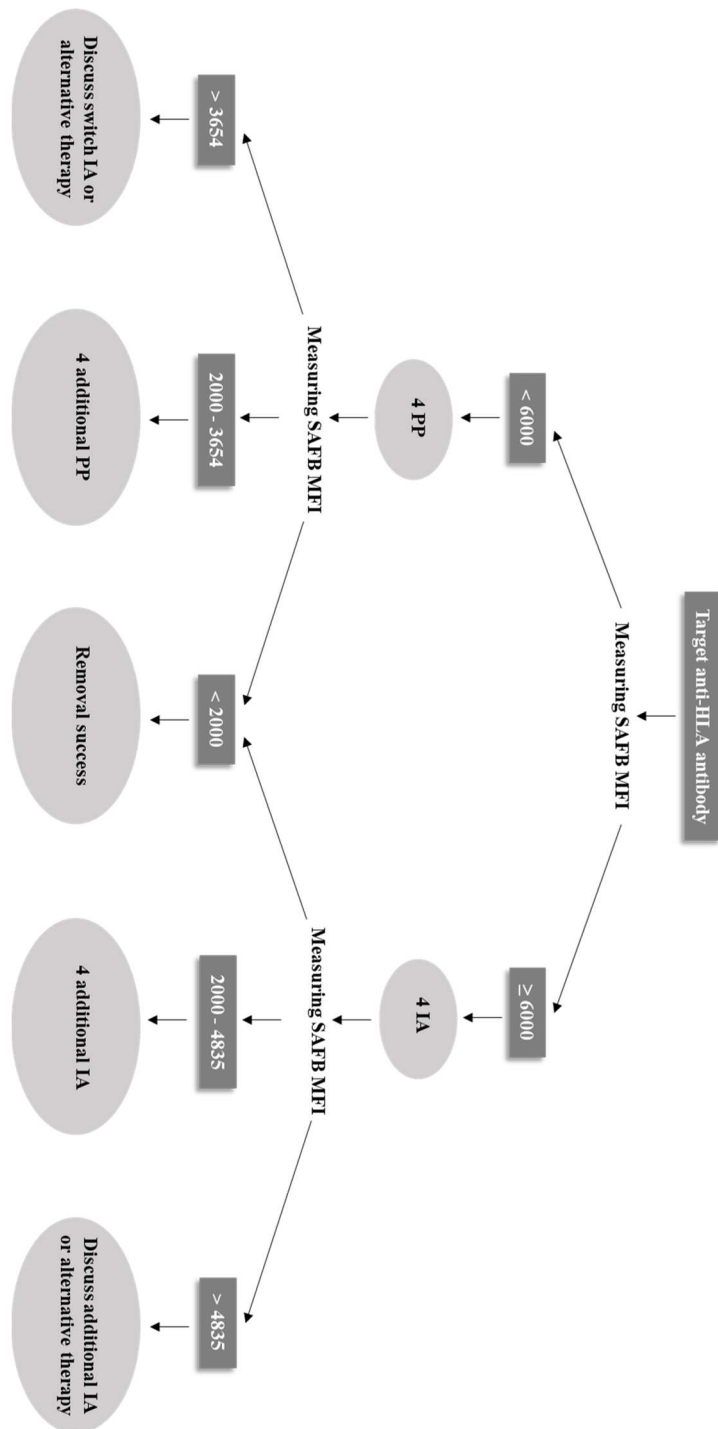 Target anti-HLA antibody
Measuring SAFB MFI
< 6000
≥ 6000
4 PP
4 IA
Measuring SAFB MFI
Measuring SAFB MFI
> 3654
2000 - 3654
< 2000
2000 - 4835
> 4835
Discuss switch IA or
alternative therapy
4 additional PP
Removal success
4 additional IA
Discuss additional IA
or alternative therapy